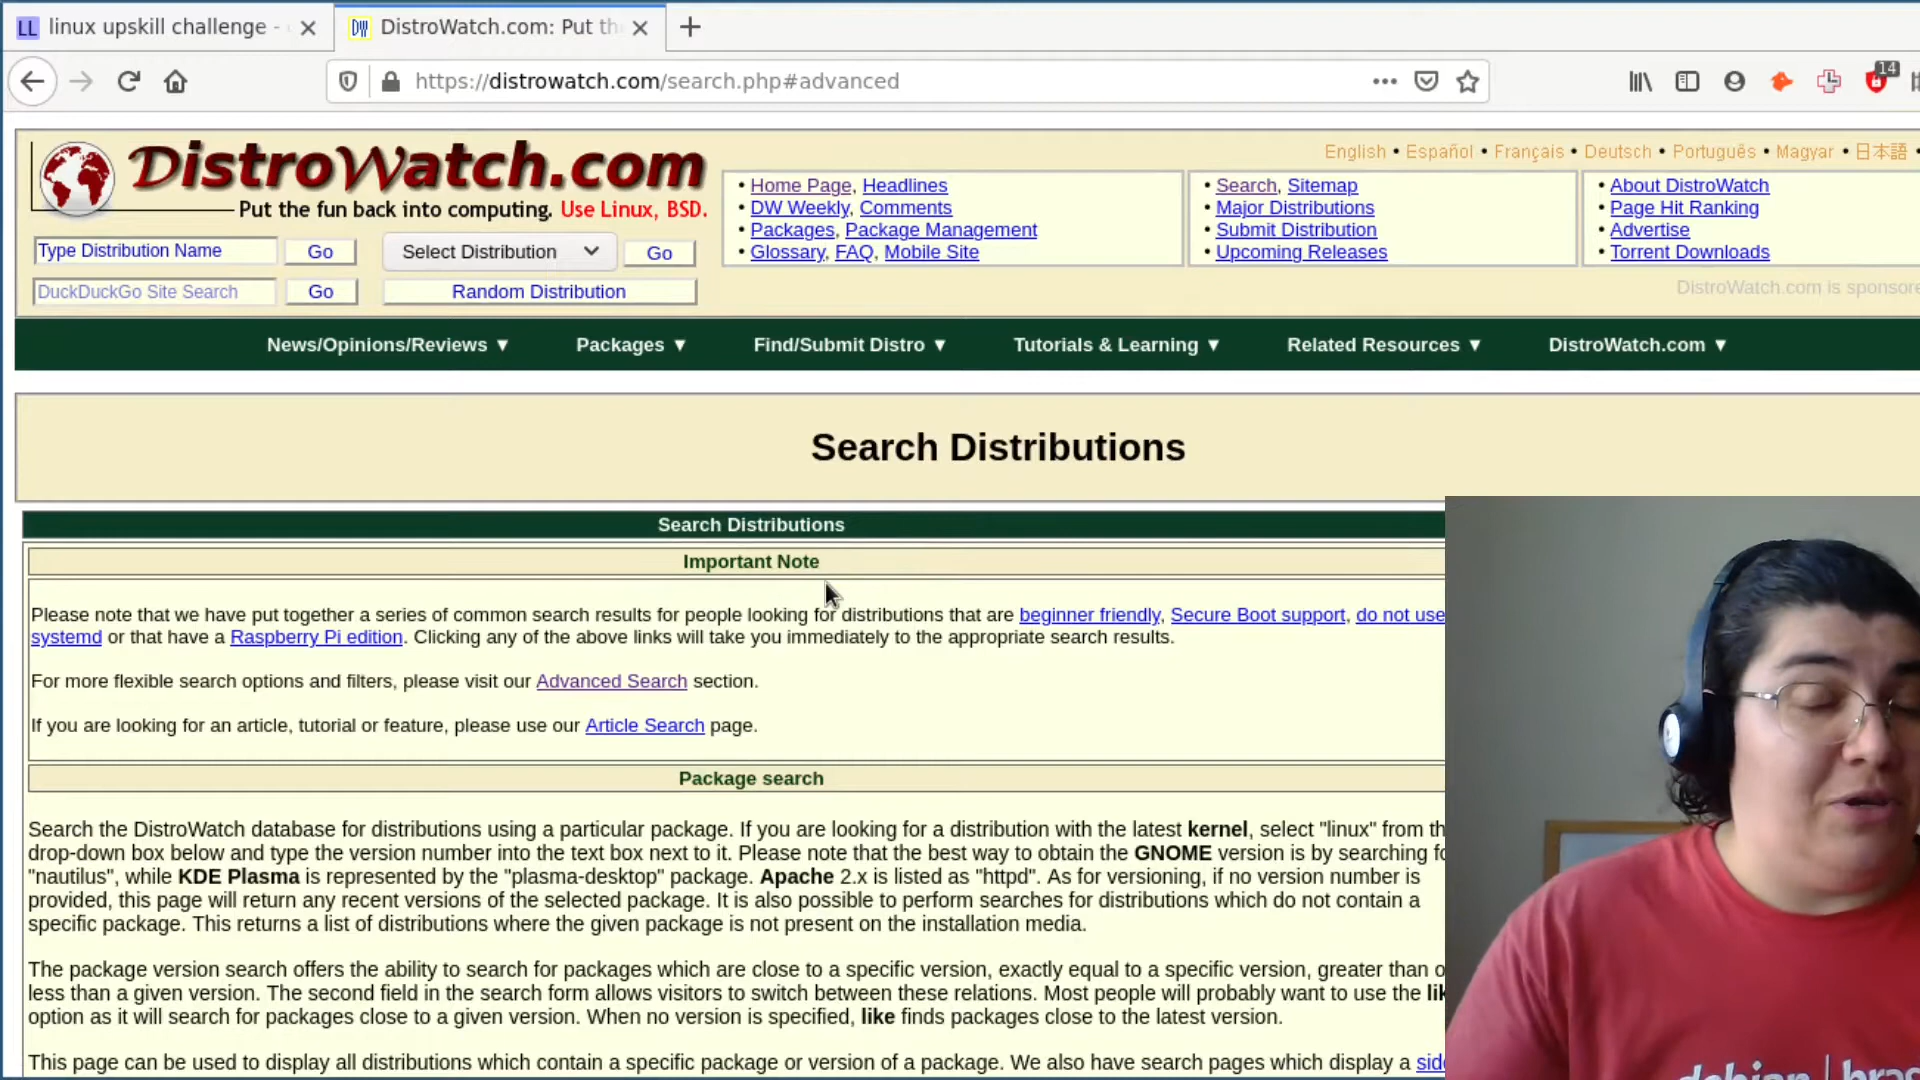 LL linux upskill challenge -
DW DistroWatch.com: Put th
https://distrowatch.com/search.php#advanced
14
DistroWatch.com
Put the fun back into computing. Use Linux, BSD.
English • Español • Français • Deutsch • Português • Magyar • 日本語 •
• Home Page, Headlines
• DW Weekly, Comments
• Packages, Package Management
• Glossary, FAQ, Mobile Site
• Search, Sitemap
• Major Distributions
• Submit Distribution
• Upcoming Releases
• About DistroWatch
• Page Hit Ranking
• Advertise
• Torrent Downloads
Type Distribution Name Go Select Distribution Go
DuckDuckGo Site Search Go Random Distribution
DistroWatch.com is sponsore
News/Opinions/Reviews ▼ Packages ▼ Find/Submit Distro ▼ Tutorials & Learning ▼ Related Resources ▼ DistroWatch.com ▼
Search Distributions
Search Distributions
Important Note
Please note that we have put together a series of common search results for people looking for distributions that are beginner friendly, Secure Boot support, do not use
systemd or that have a Raspberry Pi edition. Clicking any of the above links will take you immediately to the appropriate search results.
For more flexible search options and filters, please visit our Advanced Search section.
If you are looking for an article, tutorial or feature, please use our Article Search page.
Package search
Search the DistroWatch database for distributions using a particular package. If you are looking for a distribution with the latest kernel, select "linux" from th
drop-down box below and type the version number into the text box next to it. Please note that the best way to obtain the GNOME version is by searching fo
"nautilus", while KDE Plasma is represented by the "plasma-desktop" package. Apache 2.x is listed as "httpd". As for versioning, if no version number is
provided, this page will return any recent versions of the selected package. It is also possible to perform searches for distributions which do not contain a
specific package. This returns a list of distributions where the given package is not present on the installation media.
The package version search offers the ability to search for packages which are close to a specific version, exactly equal to a specific version, greater than o
less than a given version. The second field in the search form allows visitors to switch between these relations. Most people will probably want to use the lik
option as it will search for packages close to a given version. When no version is specified, like finds packages close to the latest version.
This page can be used to display all distributions which contain a specific package or version of a package. We also have search pages which display a side
debian | bras